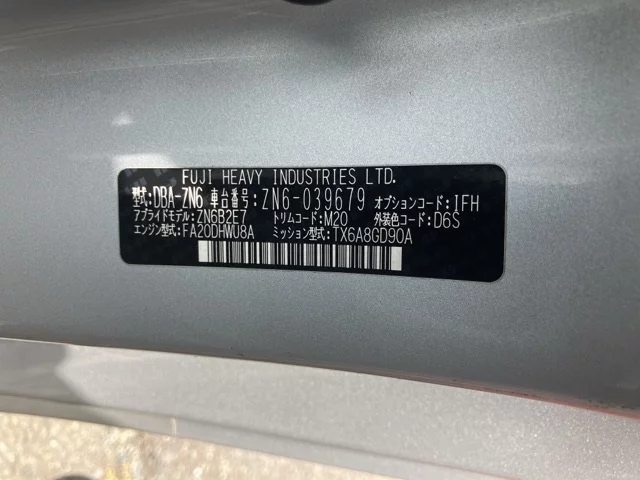 FUJI HEAVY INDUSTRIES LTD.
型式:DBA-ZN6 車台番号:ZN6-039679 オプションコード:IFH
アプライドモデル:ZN6B2E7 トリムコード:M20 外装色コード:D6S
エンジン型式:FA20DHWU8A ミッション型式:TX6A8GD90A